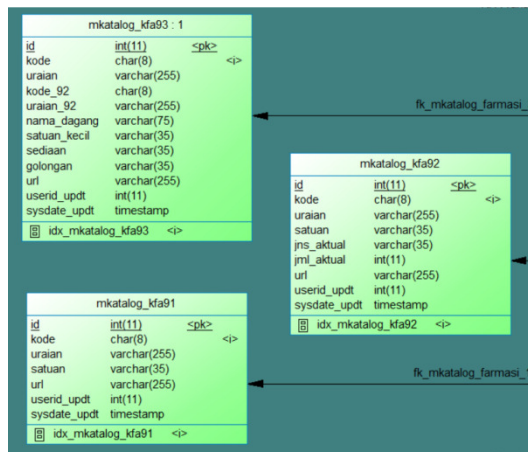 mkatalog_kfa93 : 1
id int(11) <pk>
kode char(8) <i>
uraian varchar(255)
kode_92 char(8)
uraian_92 varchar(255)
nama_dagang varchar(75)
satuan_kecil varchar(35)
sediaan varchar(35)
golongan varchar(35)
url varchar(255)
userid_updt int(11)
sysdate_updt timestamp
idx_mkatalog_kfa93 <i>
fk_mkatalog_farmasi_
mkatalog_kfa92
id int(11) <pk>
kode char(8) <i>
uraian varchar(255)
satuan varchar(35)
jns_aktual varchar(35)
jml_aktual int(11)
url varchar(255)
userid_updt int(11)
sysdate_updt timestamp
idx_mkatalog_kfa92 <i>
mkatalog_kfa91
id int(11) <pk>
kode char(8) <i>
uraian varchar(255)
satuan varchar(35)
url varchar(255)
userid_updt int(11)
sysdate_updt timestamp
idx_mkatalog_kfa91 <i>
fk_mkatalog_farmasi_